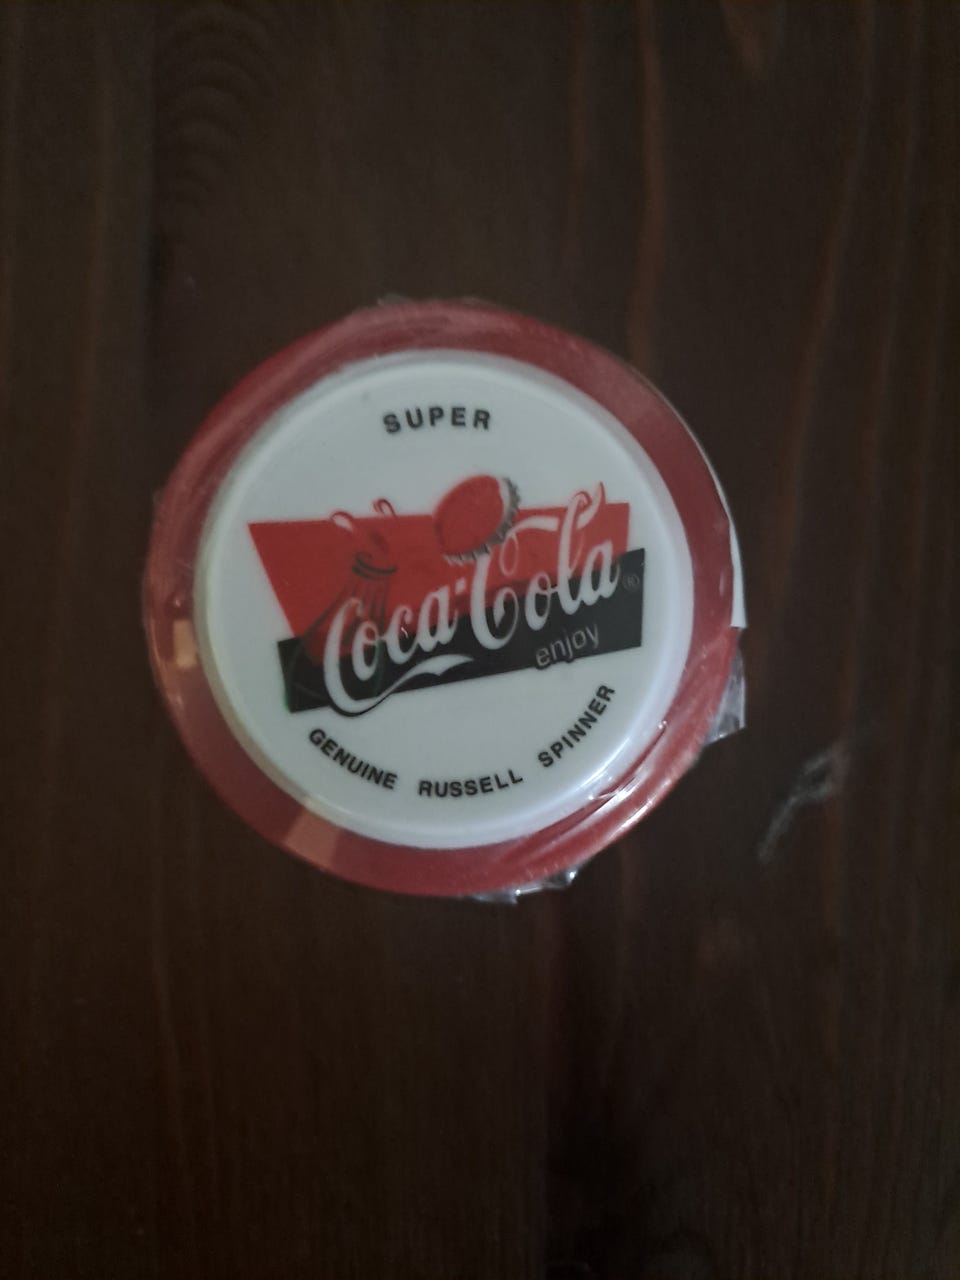 SUPER
Coca-Cola®
enjoy
GENUINE RUSSELL SPINNER